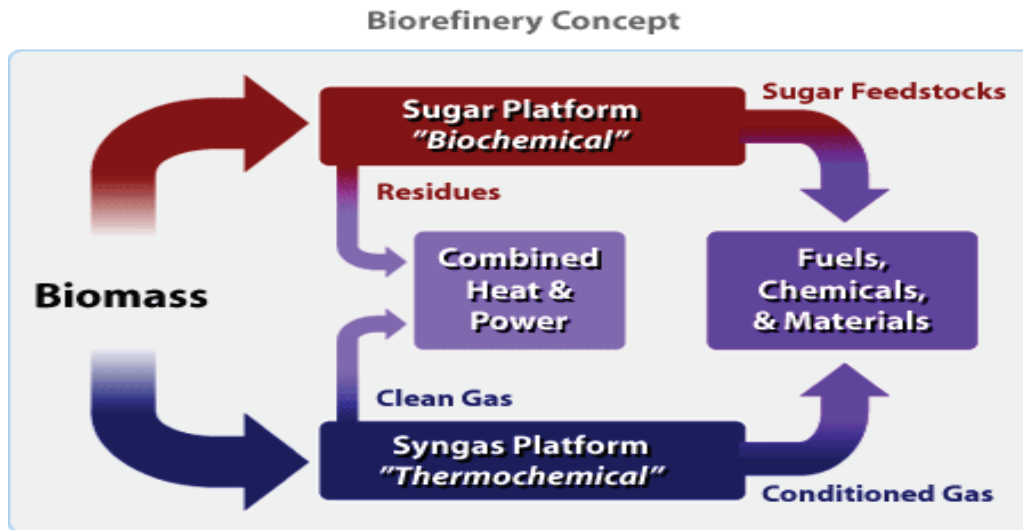 Biorefinery Concept
Sugar Platform
"Biochemical"
Sugar Feedstocks
Residues
Combined
Heat &
Power
Fuels,
Chemicals,
& Materials
Biomass
Clean Gas
Syngas Platform
"Thermochemical"
Conditioned Gas